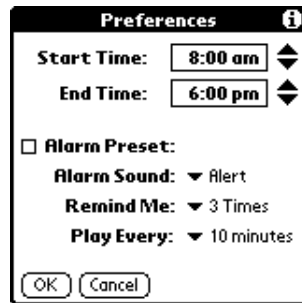 Preferences
Start Time: 8:00 am
End Time: 6:00 pm
Alarm Preset:
Alarm Sound: Alert
Remind Me: 3 Times
Play Every: 10 minutes
OK Cancel